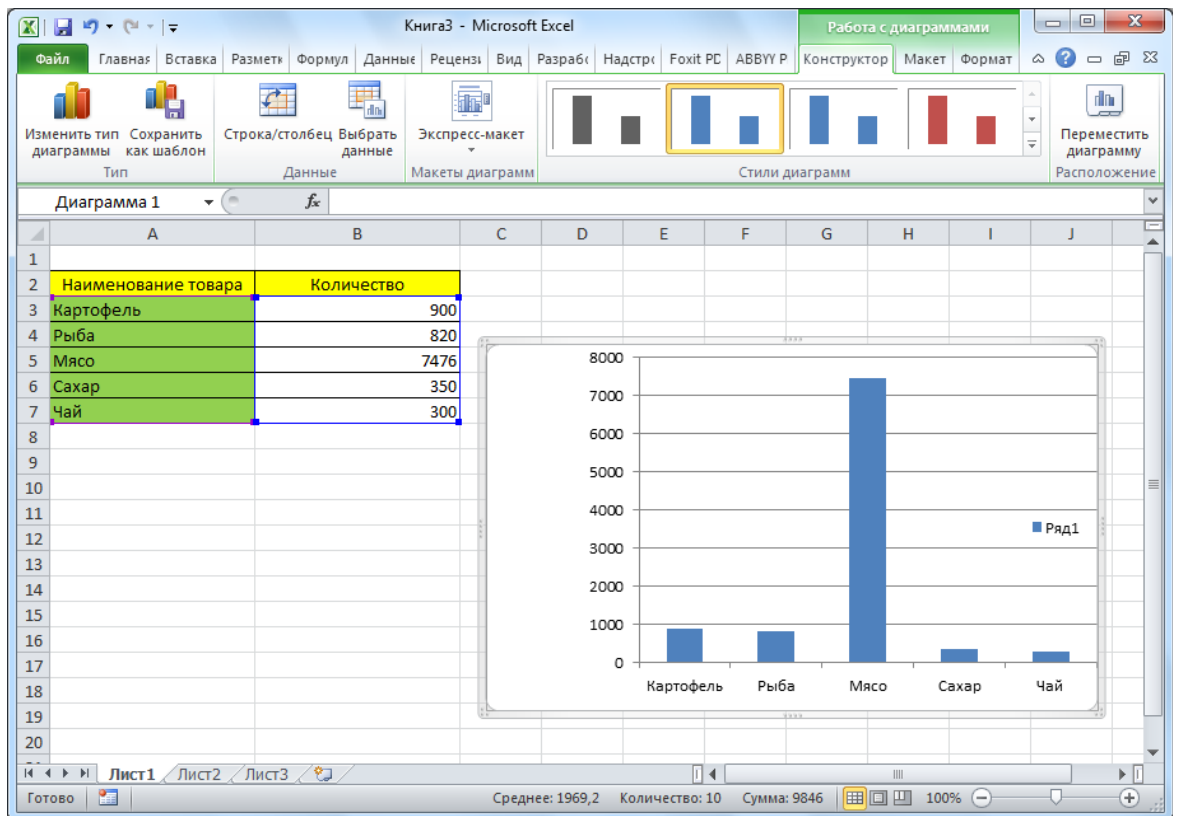 Книга3 - Microsoft Excel
Работа с диаграммами
Файл Главная Вставка Разметк Формул Данные Рецензи Вид Разрабо Надстро Foxit PD ABBYY P Конструктор Макет Формат
Изменить тип диаграммы
Сохранить как шаблон
Тип
Строка/столбец
Выбрать данные
Данные
Экспресс-макет
Макеты диаграмм
Стили диаграмм
Переместить диаграмму
Расположение
Диаграмма 1 fx
A B C D E F G H I J
1
2 Наименование товара Количество
3 Картофель 900
4 Рыба 820
5 Мясо 7476
6 Сахар 350
7 Чай 300
8
9
10
11
12
13
14
15
16
17
18
19
20
8000
7000
6000
5000
4000
3000
2000
1000
0
Картофель Рыба Мясо Сахар Чай
Ряд1
Лист1 Лист2 Лист3
Готово Среднее: 1969,2 Количество: 10 Сумма: 9846 100%